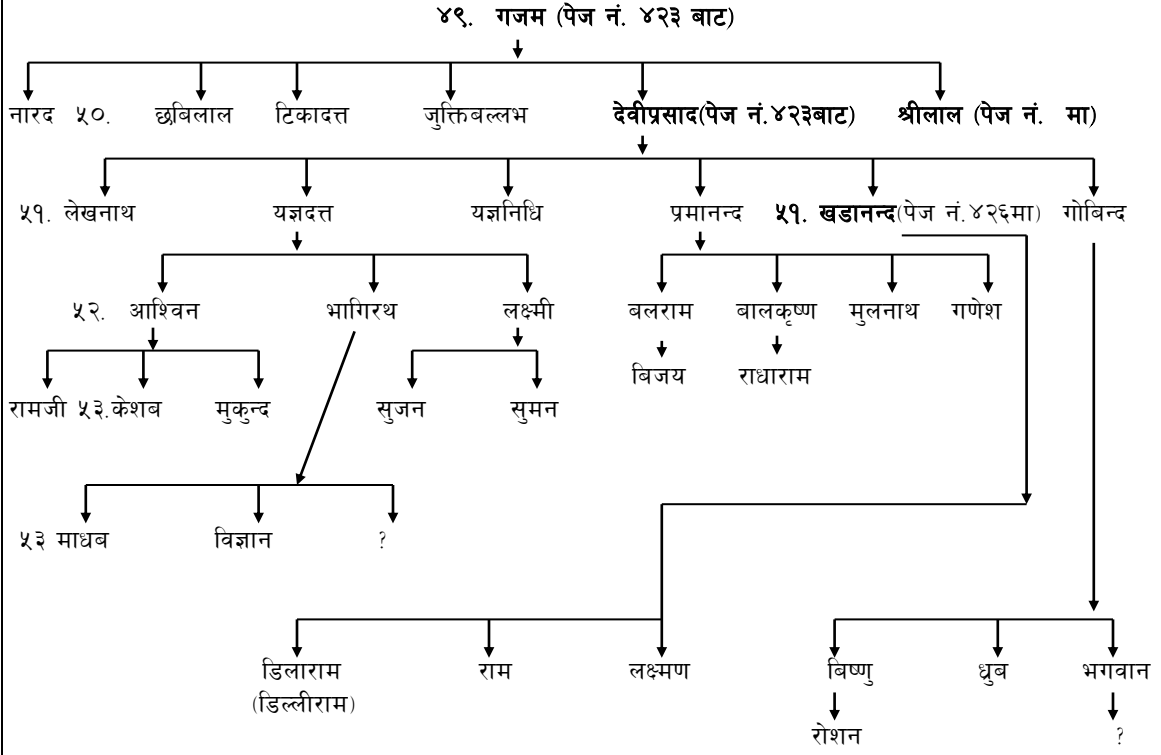 ४९. गजम (पेज नं. ४२३ बाट)
नारद ५०. छबिलाल टिकादत्त जुक्तिबल्लभ देवीप्रसाद(पेज नं.४२३बाट) श्रीलाल (पेज नं. मा)
५१. लेखनाथ यज्ञदत्त यज्ञनिधि प्रमानन्द ५१. खडानन्द(पेज नं.४२६मा) गोबिन्द
५२. आश्विन भागिरथ लक्ष्मी बलराम बालकृष्ण मुलनाथ गणेश
बिजय राधाराम
रामजी ५३.केशब मुकुन्द सुजन सुमन
५३ माधब विज्ञान ?
डिलाराम राम लक्ष्मण बिष्णु ध्रुब भगवान
(डिल्लीराम)
रोशन ?